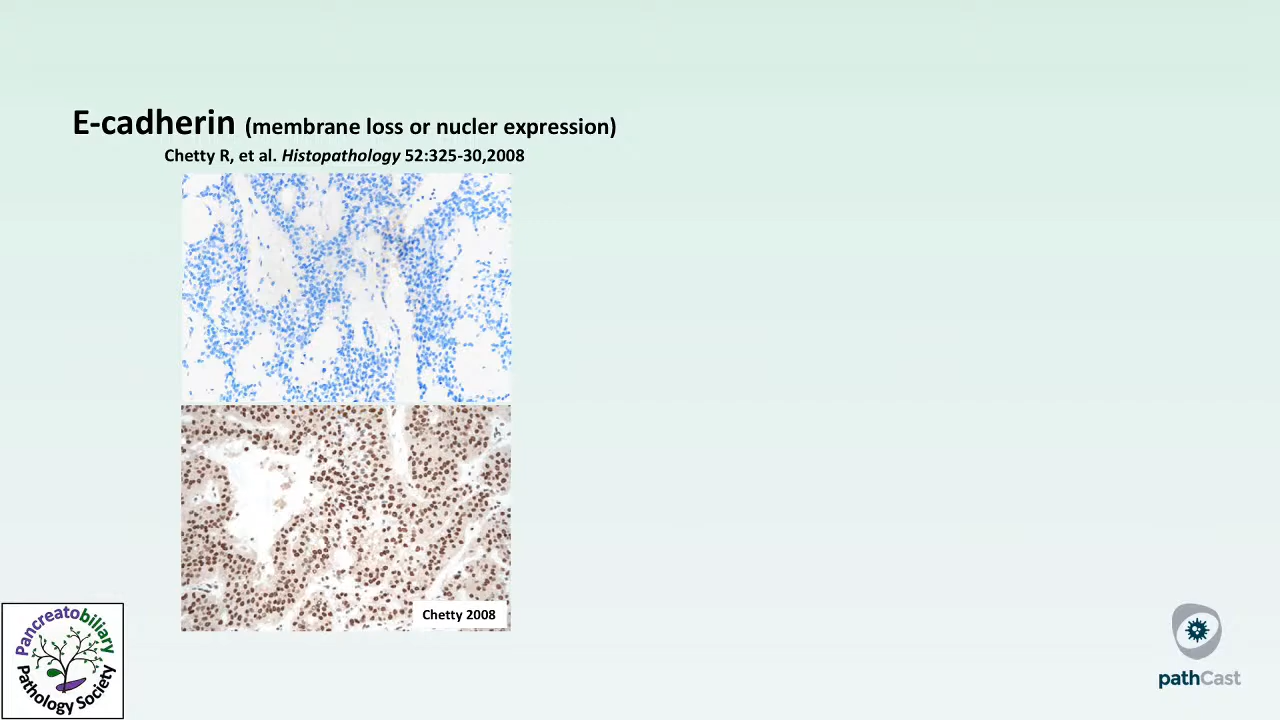 E-cadherin (membrane loss or nucler expression)
Chetty R, et al. Histopathology 52:325-30,2008
Chetty 2008
Pancreatobiliary
Pathology Society
pathCast